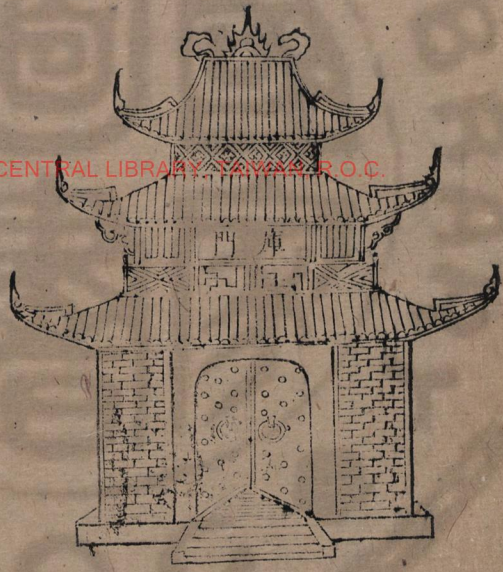 CENTRAL LIBRARY, TAIWAN, R.O.C.
庫門